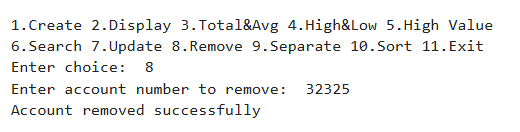 1.Create 2.Display 3.Total&Avg 4.High&Low 5.High Value
6.Search 7.Update 8.Remove 9.Separate 10.Sort 11.Exit
Enter choice:  8
Enter account number to remove:  32325
Account removed successfully